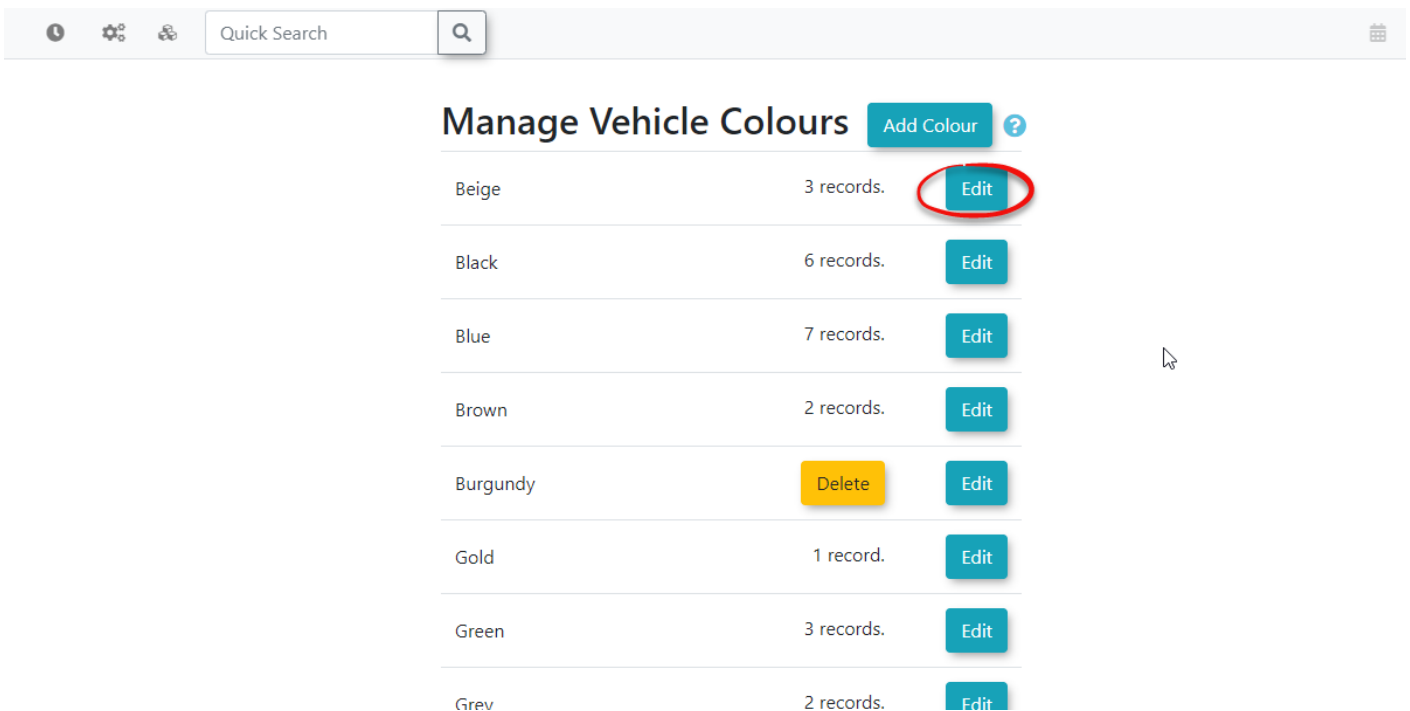 Quick Search
Manage Vehicle Colours Add Colour ?
Beige 3 records. Edit
Black 6 records. Edit
Blue 7 records. Edit
Brown 2 records. Edit
Burgundy Delete Edit
Gold 1 record. Edit
Green 3 records. Edit
Grey 2 records. Edit